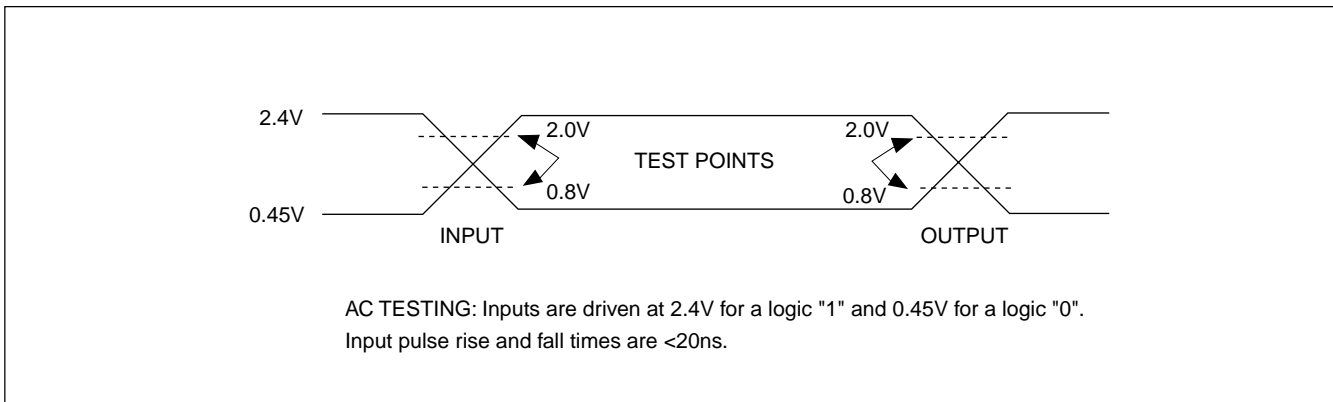 2.4V
2.0V
2.0V
TEST POINTS
0.8V
0.8V
0.45V
INPUT
OUTPUT
AC TESTING: Inputs are driven at 2.4V for a logic "1" and 0.45V for a logic "0".
Input pulse rise and fall times are <20ns.